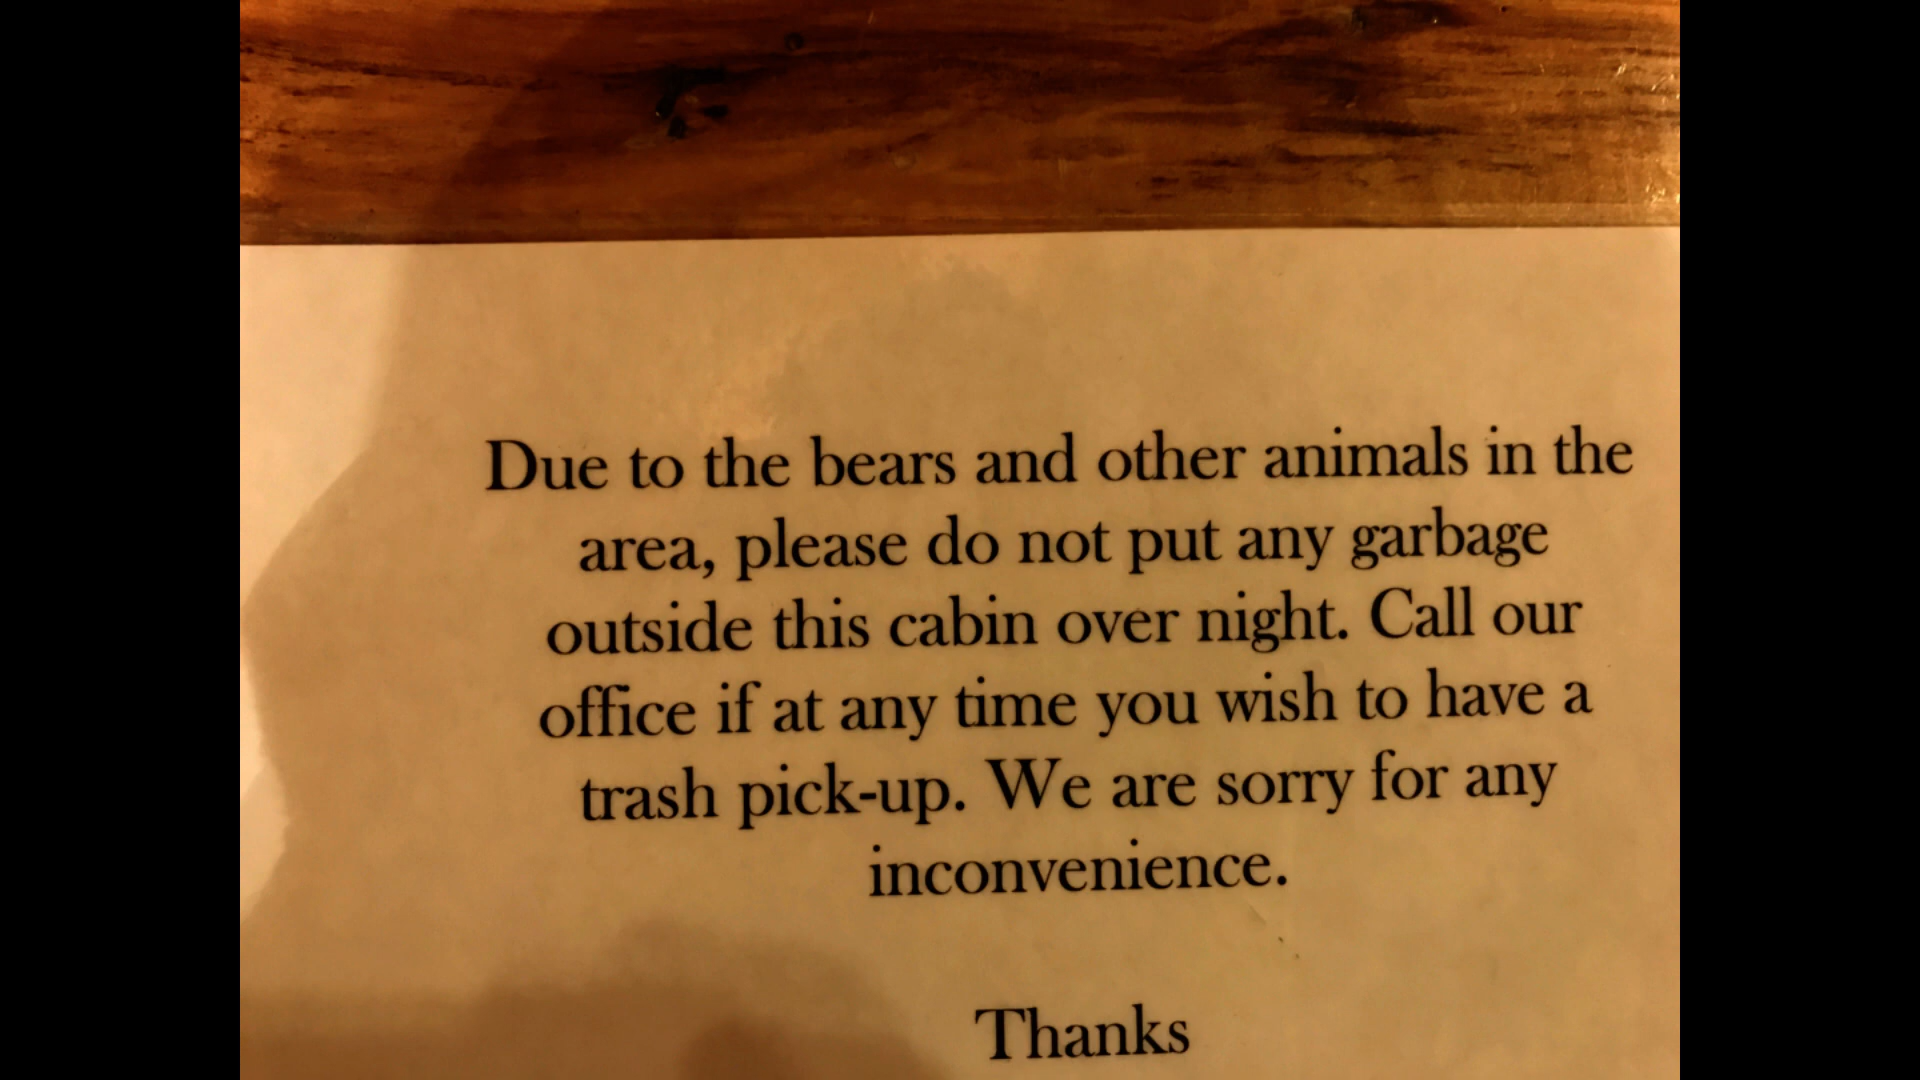 Due to the bears and other animals in the
area, please do not put any garbage
outside this cabin over night. Call our
office if at any time you wish to have a
trash pick-up. We are sorry for any
inconvenience.
Thanks